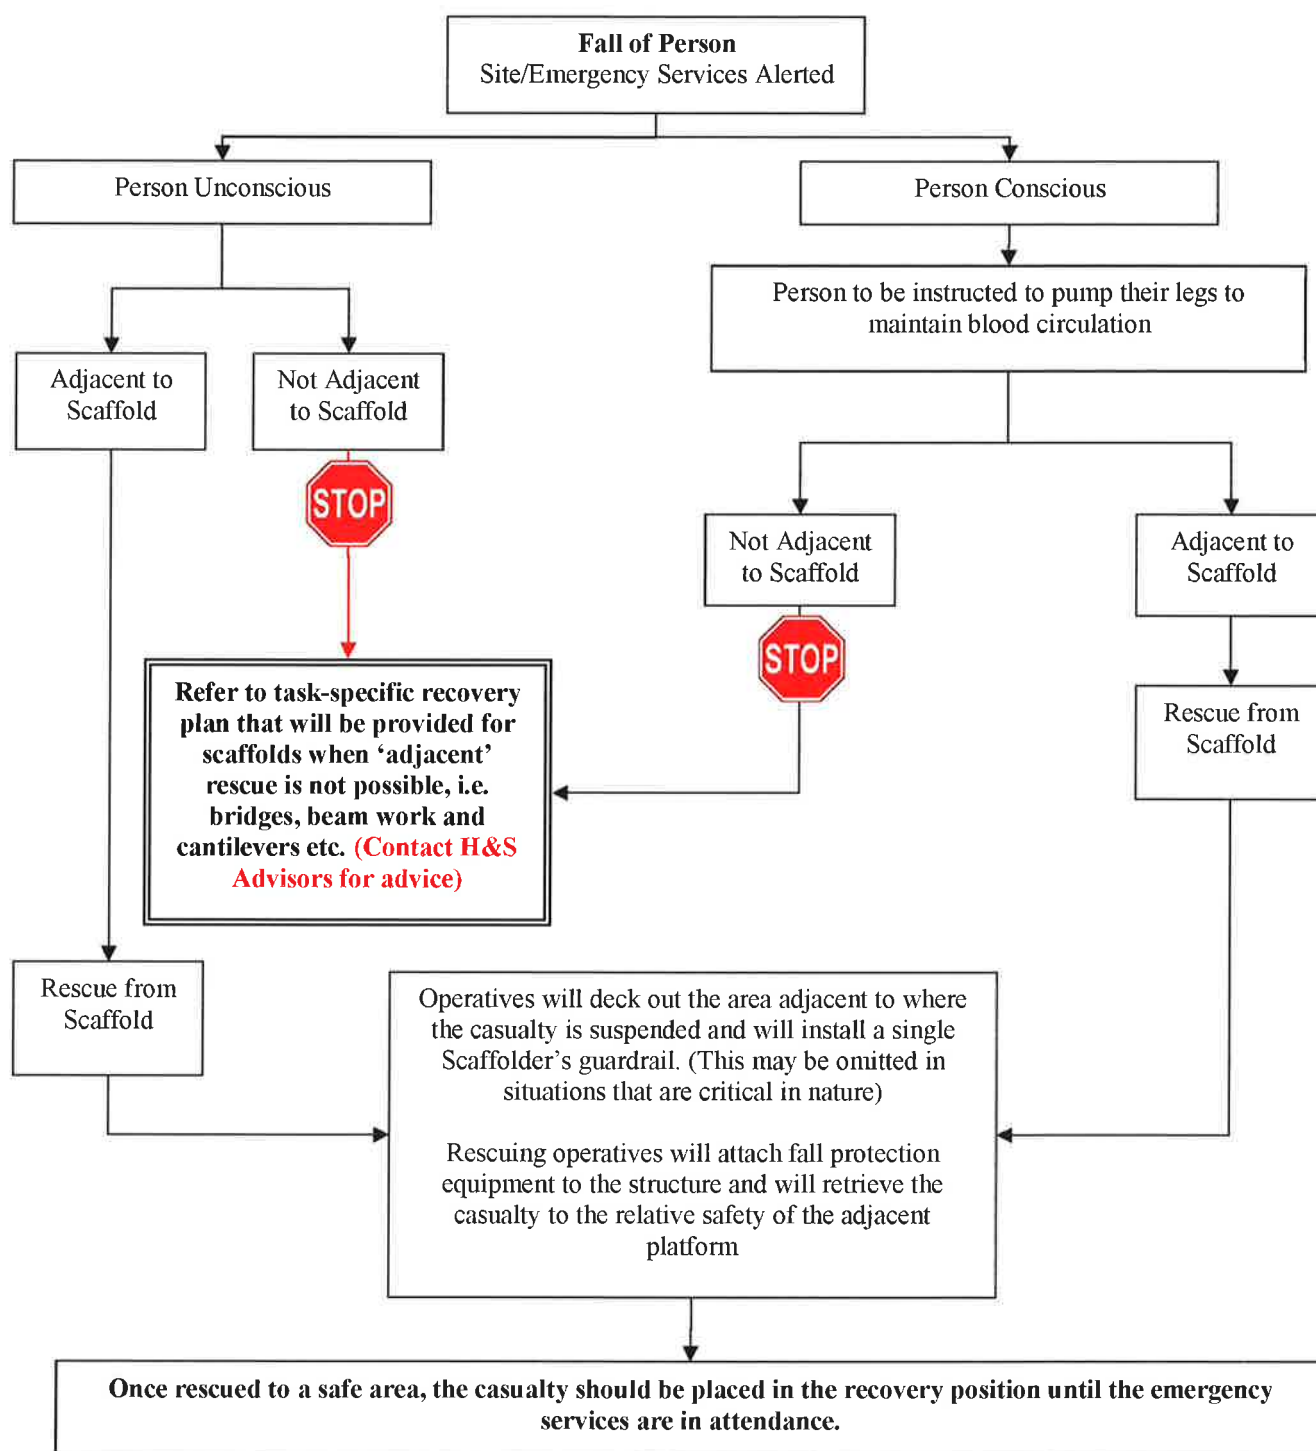 Fall of Person
Site/Emergency Services Alerted
Person Unconscious
Person Conscious
Person to be instructed to pump their legs to
maintain blood circulation
Adjacent to
Scaffold
Not Adjacent
to Scaffold
STOP
Not Adjacent
to Scaffold
Adjacent to
Scaffold
STOP
Refer to task-specific recovery
plan that will be provided for
scaffolds when ‘adjacent’
rescue is not possible, i.e.
bridges, beam work and
cantilevers etc. (Contact H&S
Advisors for advice)
Rescue from
Scaffold
Rescue from
Scaffold
Operatives will deck out the area adjacent to where
the casualty is suspended and will install a single
Scaffolder’s guardrail. (This may be omitted in
situations that are critical in nature)
Rescuing operatives will attach fall protection
equipment to the structure and will retrieve the
casualty to the relative safety of the adjacent
platform
Once rescued to a safe area, the casualty should be placed in the recovery position until the emergency
services are in attendance.